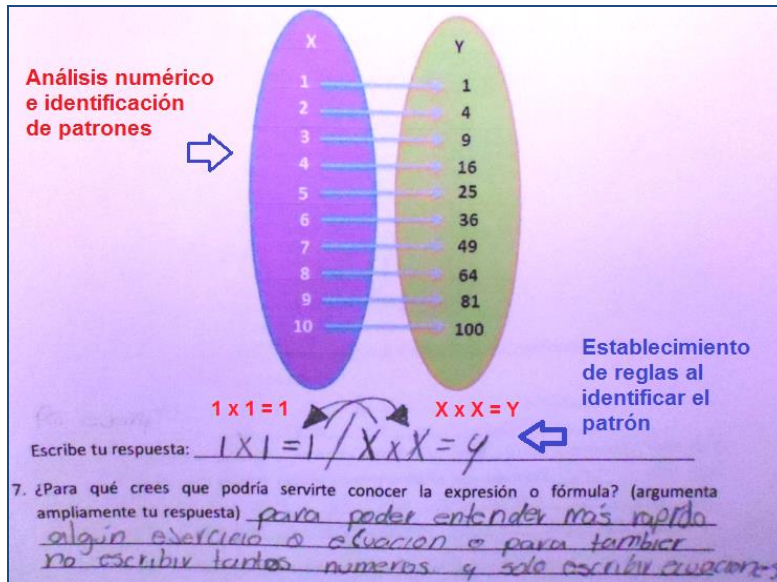 X
Y
Análisis numérico
e identificación
de patrones
1 1
2 4
3 9
4 16
5 25
6 36
7 49
8 64
9 81
10 100
Establecimiento
de reglas al
identificar el
patrón
1 x 1 = 1
X x X = Y
Escribe tu respuesta: 1X1=1 / X x X = y
7. ¿Para qué crees que podría servirte conocer la expresión o fórmula? (argumenta
ampliamente tu respuesta) para poder entender más rapido
algún ejercicio o ecuacion o para tambier
no escribir tantos numeros y solo escribir ecuaciones